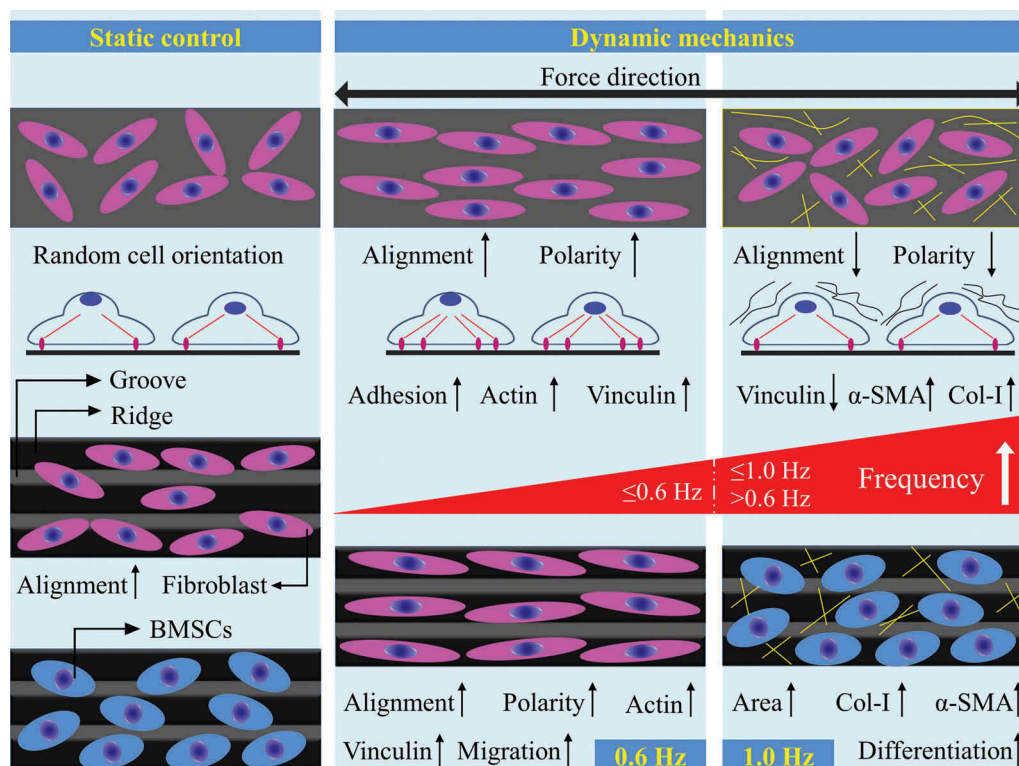 Static control
Dynamic mechanics
Force direction
Random cell orientation
Alignment Polarity
Alignment Polarity
Groove
Ridge
Adhesion Actin Vinculin
Vinculin α-SMA Col-I
≤0.6 Hz
≤1.0 Hz
>0.6 Hz
Frequency
Alignment Fibroblast
BMSCs
Alignment Polarity Actin
Vinculin Migration 0.6 Hz
Area Col-I α-SMA
1.0 Hz Differentiation